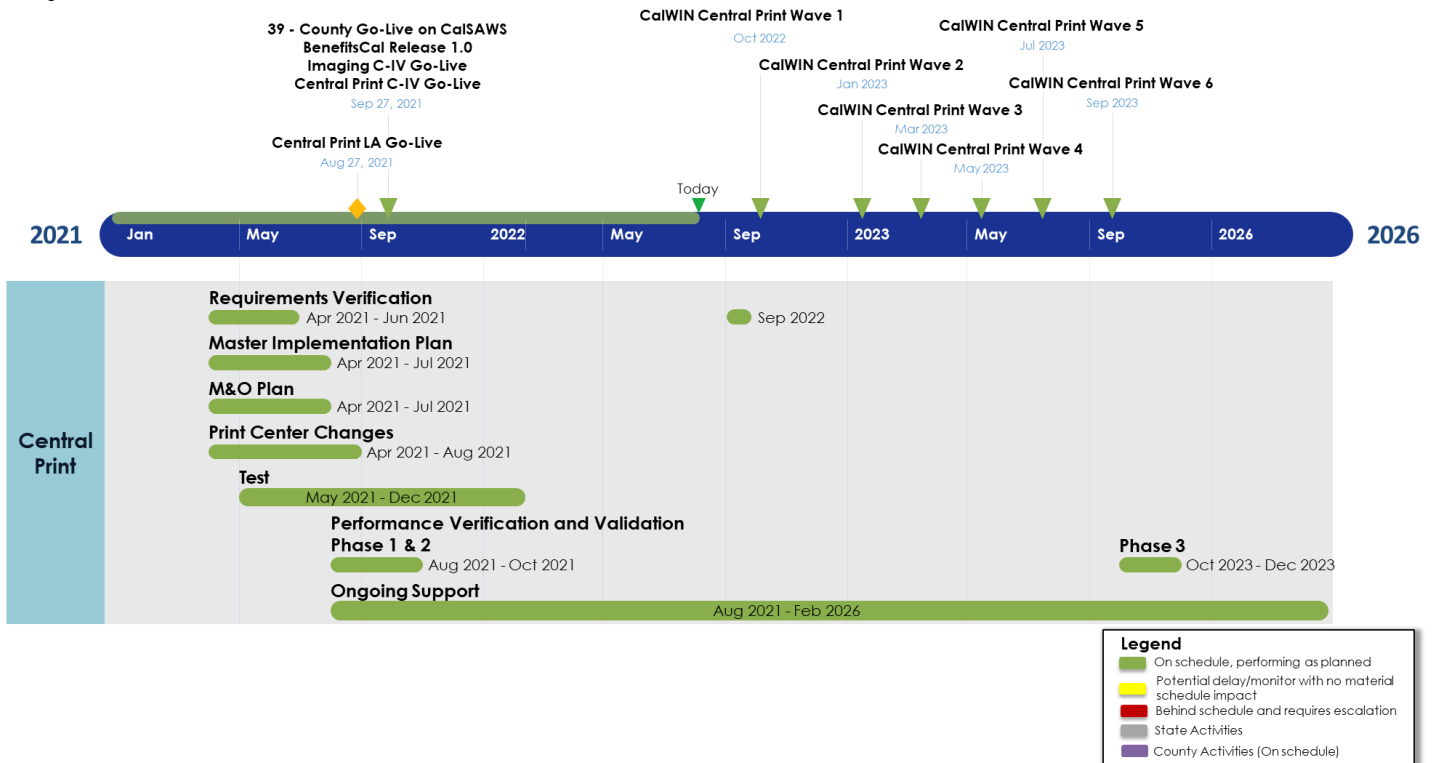 CalWIN Central Print Wave 1
Oct 2022
CalWIN Central Print Wave 5
Jul 2023
39 - County Go-Live on CalSAWS
BenefitsCal Release 1.0
Imaging C-IV Go-Live
Central Print C-IV Go-Live
Sep 27, 2021
CalWIN Central Print Wave 2
Jan 2023
CalWIN Central Print Wave 6
Sep 2023
CalWIN Central Print Wave 3
Mar 2023
Central Print LA Go-Live
Aug 27, 2021
CalWIN Central Print Wave 4
May 2023
Today
2021 Jan May Sep 2022 May Sep 2023 May Sep 2026 2026
Central
Print
Requirements Verification
Apr 2021 - Jun 2021 Sep 2022
Master Implementation Plan
Apr 2021 - Jul 2021
M&O Plan
Apr 2021 - Jul 2021
Print Center Changes
Apr 2021 - Aug 2021
Test
May 2021 - Dec 2021
Performance Verification and Validation
Phase 1 & 2 Phase 3
Aug 2021 - Oct 2021 Oct 2023 - Dec 2023
Ongoing Support
Aug 2021 - Feb 2026
Legend
On schedule, performing as planned
Potential delay/monitor with no material
schedule impact
Behind schedule and requires escalation
State Activities
County Activities (On schedule)